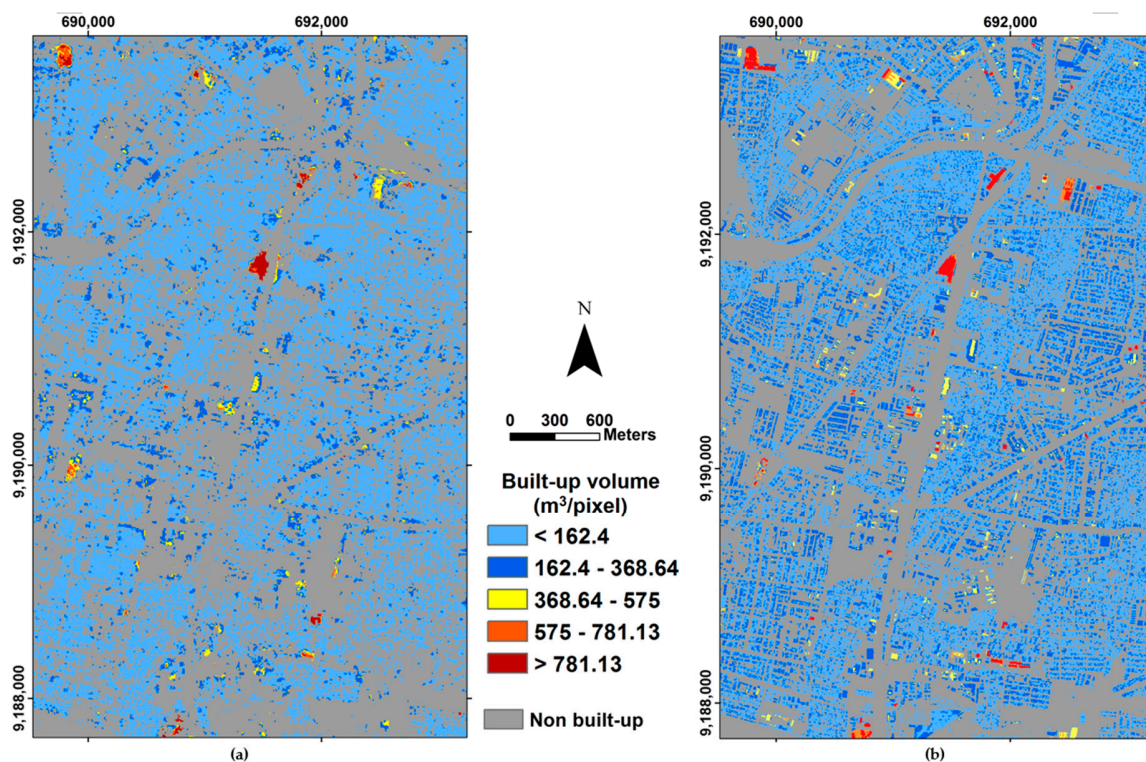 690,000 692,000
690,000 692,000
9,192,000
9,190,000
9,188,000
N
0 300 600
Meters
Built-up volume
(m³/pixel)
< 162.4
162.4 - 368.64
368.64 - 575
575 - 781.13
> 781.13
Non built-up
9,192,000
9,190,000
9,188,000
(a)
(b)